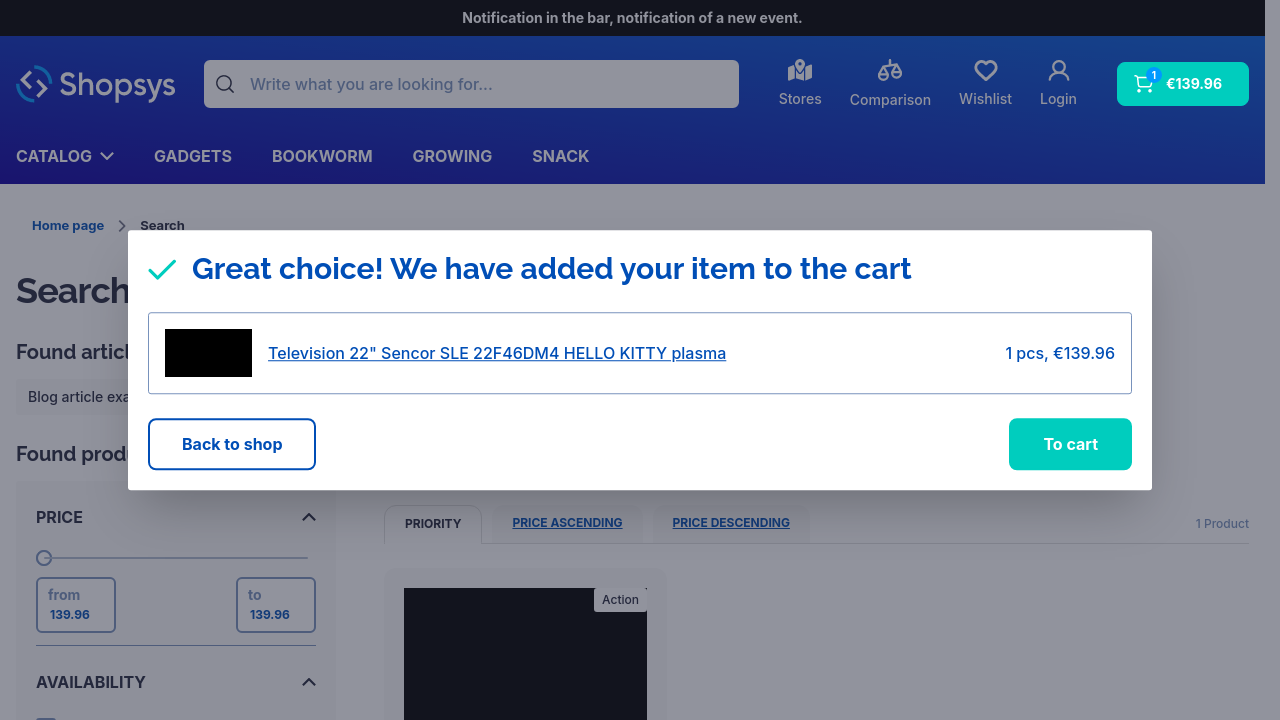 Notification in the bar, notification of a new event.
Shopsys
Write what you are looking for...
Stores
Comparison
Wishlist
Login
1
€139.96
CATALOG
GADGETS
BOOKWORM
GROWING
SNACK
Home page
Search
Great choice! We have added your item to the cart
Television 22" Sencor SLE 22F46DM4 HELLO KITTY plasma
1 pcs, €139.96
Back to shop
To cart
Search
Found
Blog article
Found
PRICE
from
139.96
to
139.96
AVAILABILITY
PRIORITY
PRICE ASCENDING
PRICE DESCENDING
1 Product
Action